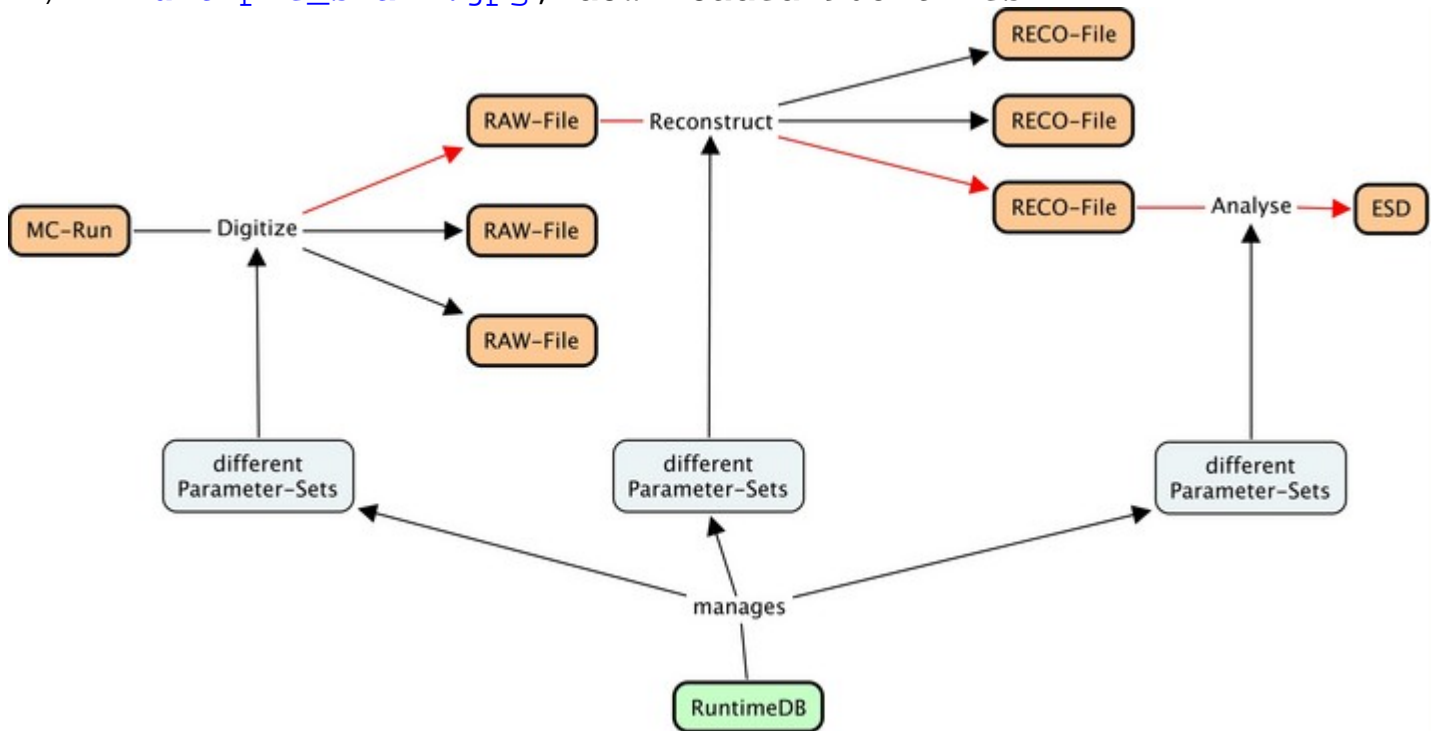 RECO-File
RAW-File
Reconstruct
RECO-File
RECO-File
Analyse
ESD
MC-Run
Digitize
RAW-File
RAW-File
different
Parameter-Sets
different
Parameter-Sets
different
Parameter-Sets
manages
RuntimeDB